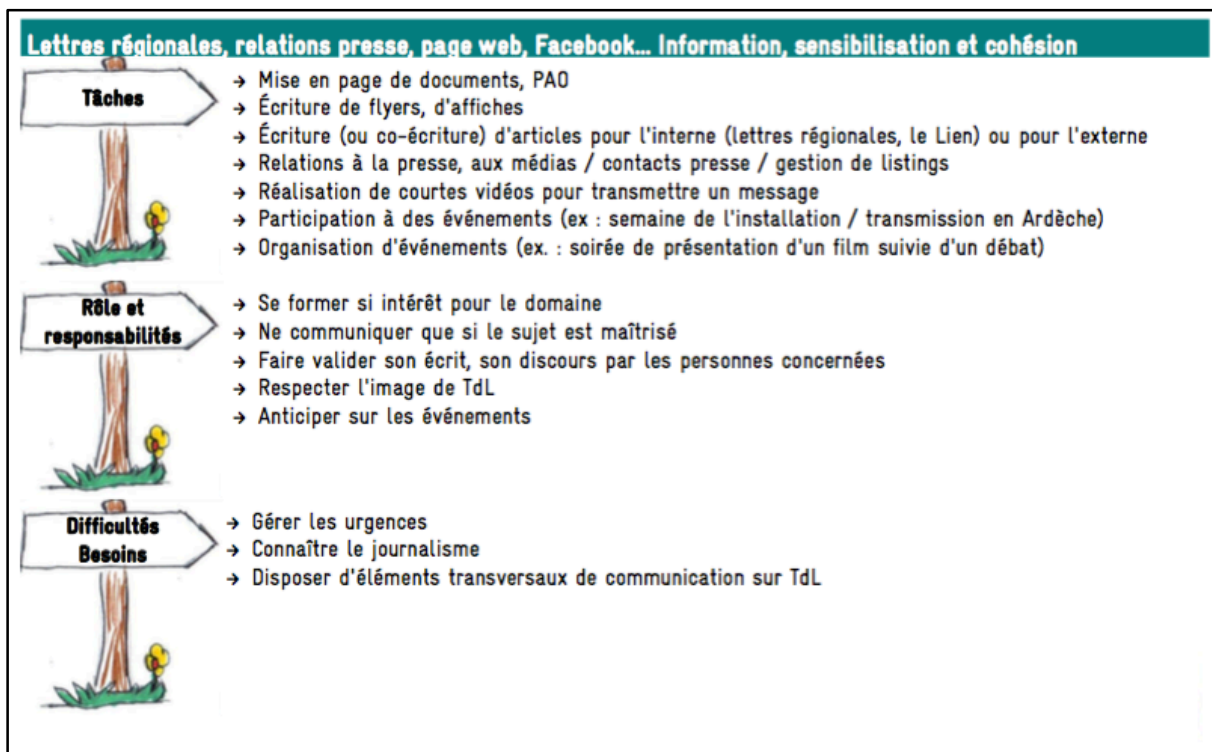 Lettres régionales, relations presse, page web, Facebook... Information, sensibilisation et cohésion
Tâches
→ Mise en page de documents, PAO
→ Écriture de flyers, d'affiches
→ Écriture (ou co-écriture) d'articles pour l'interne (lettres régionales, le Lien) ou pour l'externe
→ Relations à la presse, aux médias / contacts presse / gestion de listings
→ Réalisation de courtes vidéos pour transmettre un message
→ Participation à des événements (ex : semaine de l'installation / transmission en Ardèche)
→ Organisation d'événements (ex. : soirée de présentation d'un film suivie d'un débat)
Rôle et
responsabilités
→ Se former si intérêt pour le domaine
→ Ne communiquer que si le sujet est maîtrisé
→ Faire valider son écrit, son discours par les personnes concernées
→ Respecter l'image de TdL
→ Anticiper sur les événements
Difficultés
Besoins
→ Gérer les urgences
→ Connaître le journalisme
→ Disposer d'éléments transversaux de communication sur TdL